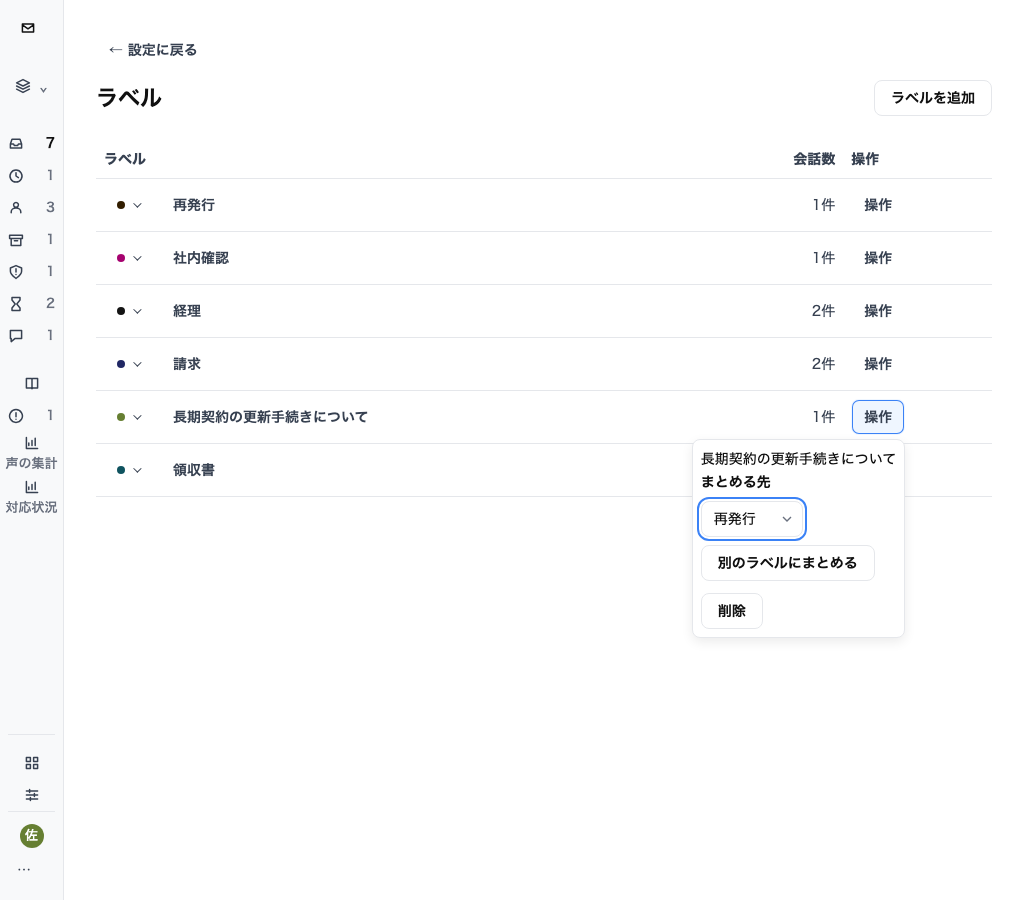 ← 設定に戻る
ラベル
ラベルを追加
ラベル 会話数 操作
再発行 1件 操作
社内確認 1件 操作
経理 2件 操作
請求 2件 操作
長期契約の更新手続きについて 1件 操作
領収書
長期契約の更新手続きについて
まとめる先
再発行
別のラベルにまとめる
削除
7
1
3
1
1
2
1
1
声の集計
対応状況
佐
…